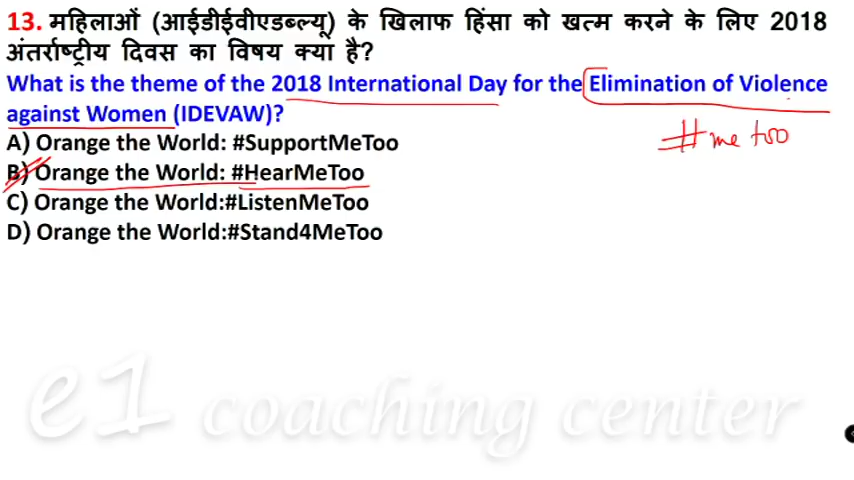 13. महिलाओं (आईडीईवीएडब्ल्यू) के खिलाफ हिंसा को खत्म करने के लिए 2018
अंतर्राष्ट्रीय दिवस का विषय क्या है?
What is the theme of the 2018 International Day for the Elimination of Violence
against Women (IDEVAW)?
#me too
A) Orange the World: #SupportMeToo
B) Orange the World: #HearMeToo
C) Orange the World:#ListenMeToo
D) Orange the World:#Stand4MeToo
e1 coaching center